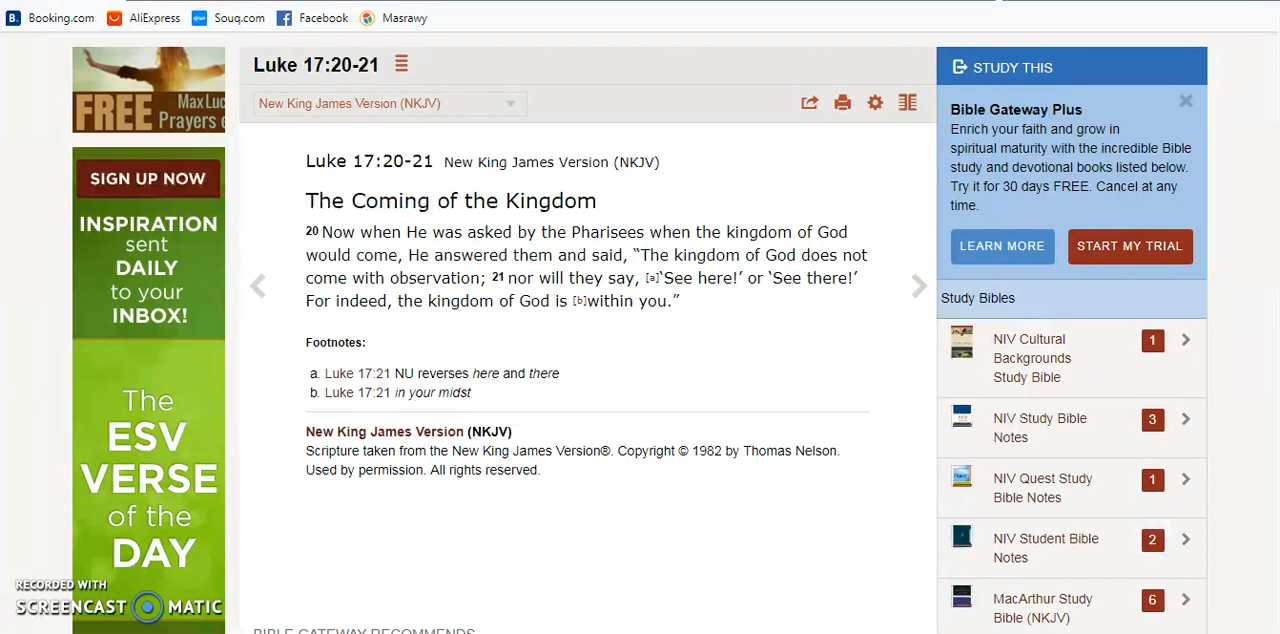 Booking.com AliExpress Souq.com Facebook Masrawy
FREE Max Luc
Prayers
SIGN UP NOW
INSPIRATION
sent
DAILY
to your
INBOX!
The
ESV
VERSE
of the
DAY
RECORDED WITH
SCREENCAST MATIC
Luke 17:20-21
New King James Version (NKJV)
Luke 17:20-21 New King James Version (NKJV)
The Coming of the Kingdom
20 Now when He was asked by the Pharisees when the kingdom of God
would come, He answered them and said, “The kingdom of God does not
come with observation; 21 nor will they say, [a]‘See here!’ or ‘See there!’
For indeed, the kingdom of God is [b]within you.”
Footnotes:
a. Luke 17:21 NU reverses here and there
b. Luke 17:21 in your midst
New King James Version (NKJV)
Scripture taken from the New King James Version®. Copyright © 1982 by Thomas Nelson.
Used by permission. All rights reserved.
BIBLE GATEWAY RECOMMENDS
STUDY THIS
Bible Gateway Plus
Enrich your faith and grow in
spiritual maturity with the incredible Bible
study and devotional books listed below.
Try it for 30 days FREE. Cancel at any
time.
LEARN MORE START MY TRIAL
Study Bibles
NIV Cultural
Backgrounds
Study Bible
1
NIV Study Bible
Notes
3
NIV Quest Study
Bible Notes
1
NIV Student Bible
Notes
2
MacArthur Study
Bible (NKJV)
6